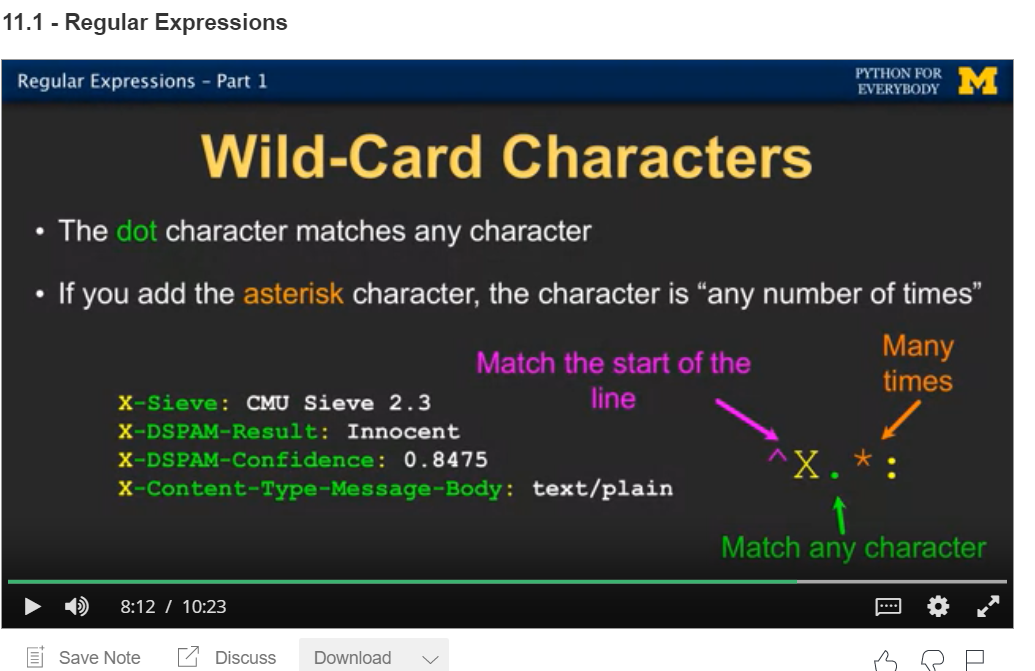 11.1 - Regular Expressions
Regular Expressions – Part 1
PYTHON FOR
EVERYBODY
M
Wild-Card Characters
• The dot character matches any character
• If you add the asterisk character, the character is “any number of times”
Many
times
Match the start of the
line
X-Sieve: CMU Sieve 2.3
X-DSPAM-Result: Innocent
X-DSPAM-Confidence: 0.8475
X-Content-Type-Message-Body: text/plain
^X.*:
Match any character
8:12 / 10:23
Save Note Discuss Download